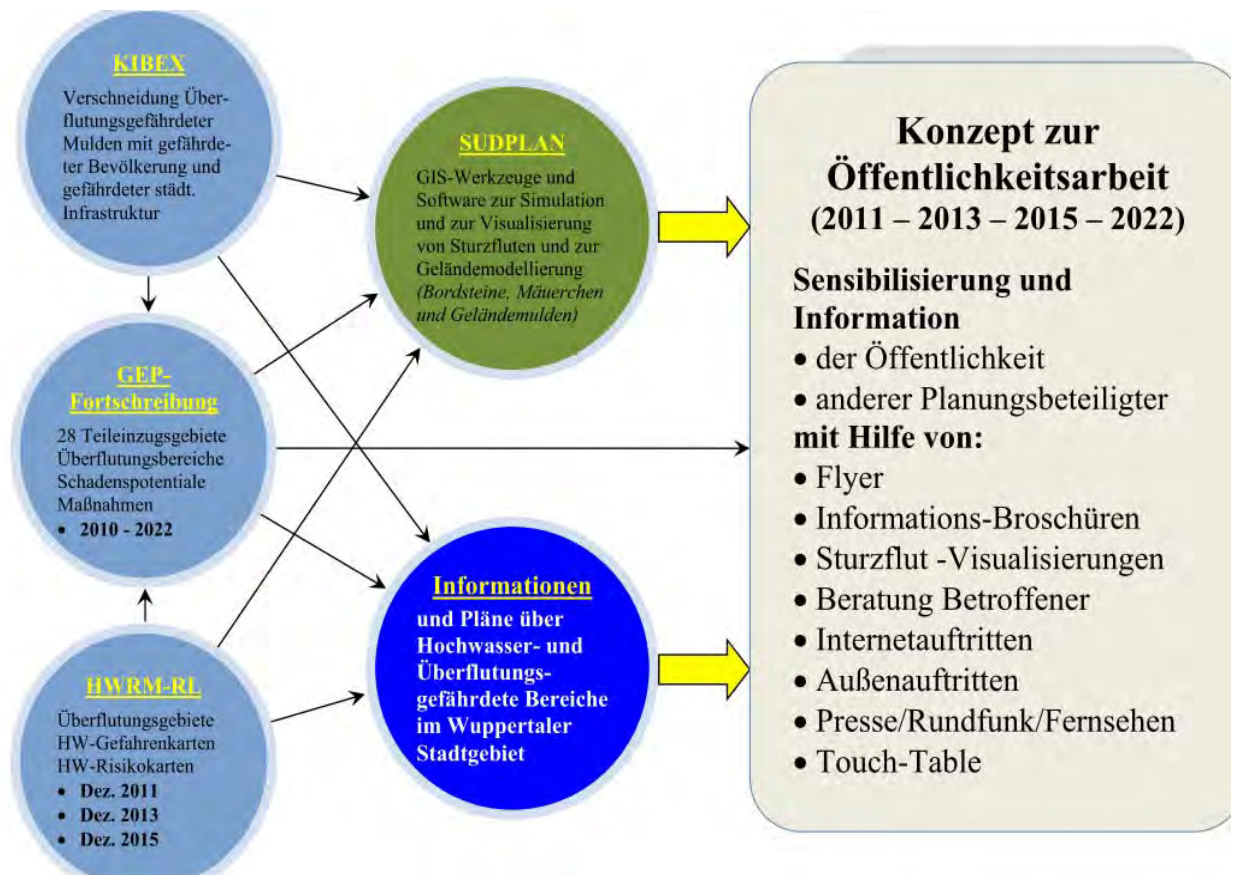 KIBEX
Verschneidung Über-
flutungsgefährdeter
Mulden mit gefährde-
ter Bevölkerung und
gefährdeter städt.
Infrastruktur
GEP-
Fortschreibung
28 Teileinzugsgebiete
Überflutungsbereiche
Schadenspotentiale
Maßnahmen
• 2010 - 2022
HWRM-RL
Überflutungsgebiete
HW-Gefahrenkarten
HW-Risikokarten
• Dez. 2011
• Dez. 2013
• Dez. 2015
SUDPLAN
GIS-Werkzeuge und
Software zur Simulation
und zur Visualisierung
von Sturzfluten und zur
Geländemodellierung
(Bordsteine, Mäuerchen
und Geländemulden)
Informationen
und Pläne über
Hochwasser- und
Überflutungs-
gefährdete Bereiche
im Wuppertaler
Stadtgebiet
Konzept zur
Öffentlichkeitsarbeit
(2011 – 2013 – 2015 – 2022)
Sensibilisierung und
Information
• der Öffentlichkeit
• anderer Planungsbeteiligter
mit Hilfe von:
• Flyer
• Informations-Broschüren
• Sturzflut -Visualisierungen
• Beratung Betroffener
• Internetauftritten
• Außenauftritten
• Presse/Rundfunk/Fernsehen
• Touch-Table